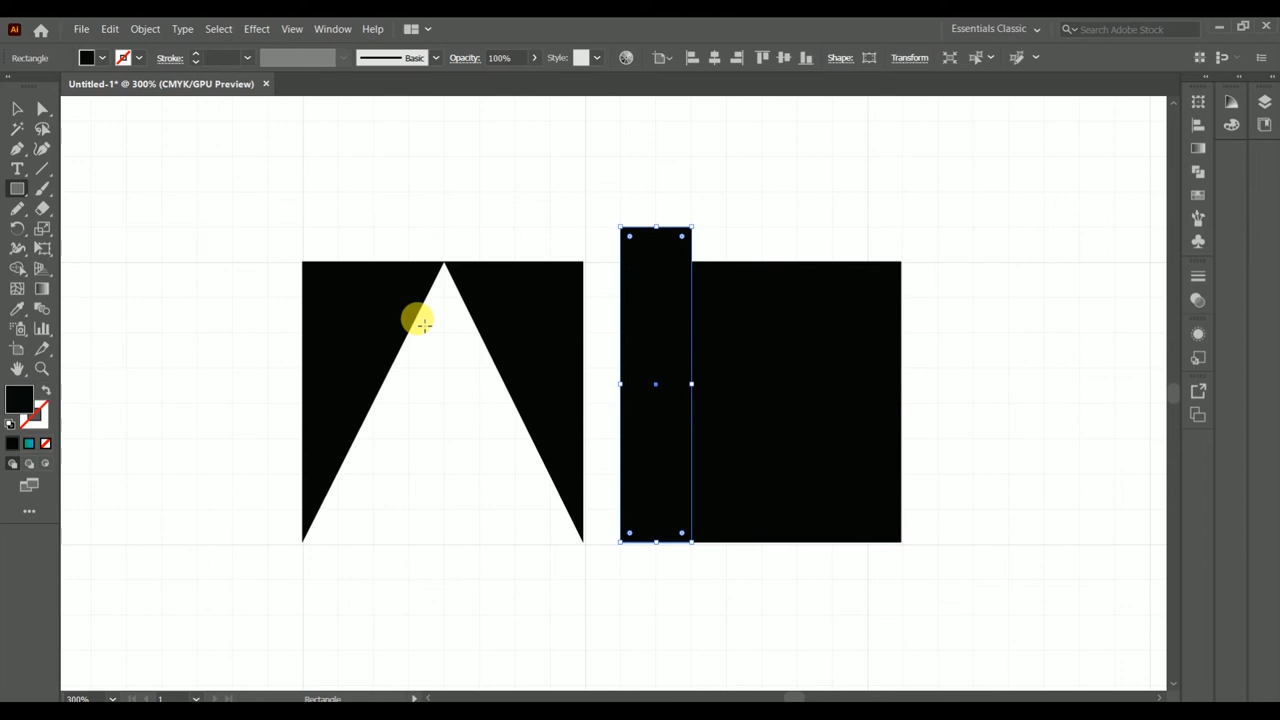 Ai File Edit Object Type Select Effect View Window Help Essentials Classic Search Adobe Stock
Rectangle Stroke: Basic Opacity: 100% Style: Shape: Transform
Untitled-1* @ 300% (CMYK/GPU Preview)
300% 1 Rectangle